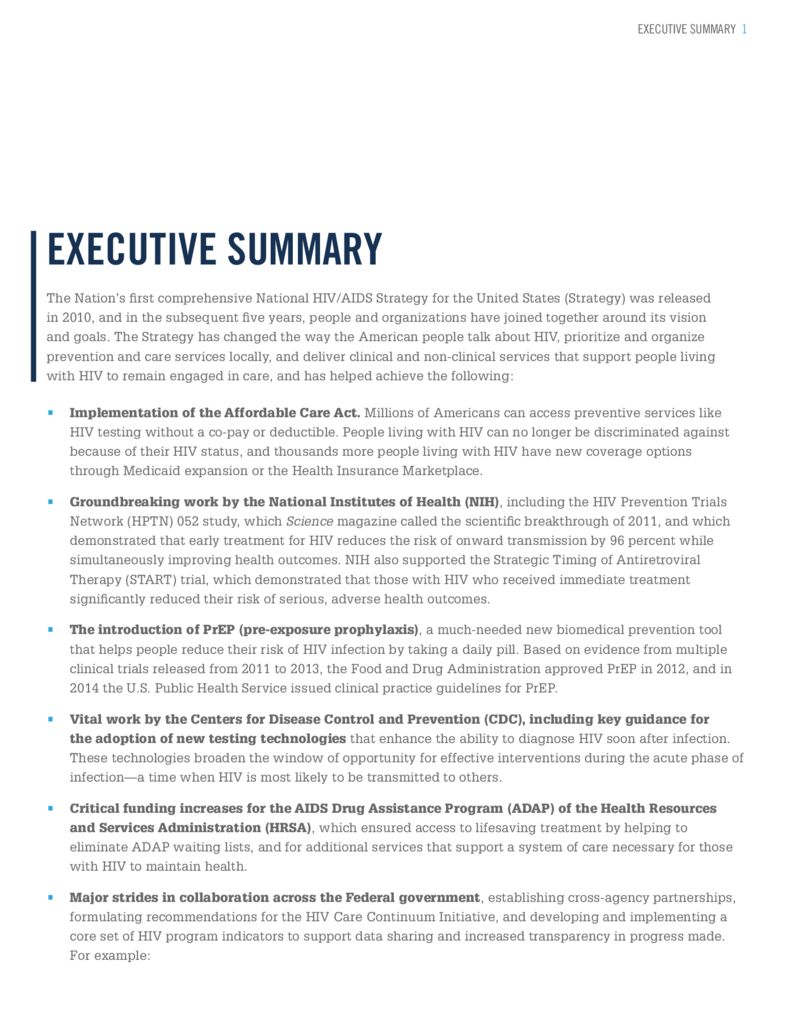 EXECUTIVE SUMMARY 1
EXECUTIVE SUMMARY
The Nation's first comprehensive National HIV/AIDS Strategy for the United States (Strategy) was released
in 2010, and in the subsequent five years, people and organizations have joined together around its vision
and goals. The Strategy has changed the way the American people talk about HIV, prioritize and organize
prevention and care services locally, and deliver clinical and non-clinical services that support people living
with HIV to remain engaged in care, and has helped achieve the following:
▪ Implementation of the Affordable Care Act. Millions of Americans can access preventive services like
HIV testing without a co-pay or deductible. People living with HIV can no longer be discriminated against
because of their HIV status, and thousands more people living with HIV have new coverage options
through Medicaid expansion or the Health Insurance Marketplace.
▪ Groundbreaking work by the National Institutes of Health (NIH), including the HIV Prevention Trials
Network (HPTN) 052 study, which Science magazine called the scientific breakthrough of 2011, and which
demonstrated that early treatment for HIV reduces the risk of onward transmission by 96 percent while
simultaneously improving health outcomes. NIH also supported the Strategic Timing of Antiretroviral
Therapy (START) trial, which demonstrated that those with HIV who received immediate treatment
significantly reduced their risk of serious, adverse health outcomes.
▪ The introduction of PrEP (pre-exposure prophylaxis), a much-needed new biomedical prevention tool
that helps people reduce their risk of HIV infection by taking a daily pill. Based on evidence from multiple
clinical trials released from 2011 to 2013, the Food and Drug Administration approved PrEP in 2012, and in
2014 the U.S. Public Health Service issued clinical practice guidelines for PrEP.
▪ Vital work by the Centers for Disease Control and Prevention (CDC), including key guidance for
the adoption of new testing technologies that enhance the ability to diagnose HIV soon after infection.
These technologies broaden the window of opportunity for effective interventions during the acute phase of
infection—a time when HIV is most likely to be transmitted to others.
▪ Critical funding increases for the AIDS Drug Assistance Program (ADAP) of the Health Resources
and Services Administration (HRSA), which ensured access to lifesaving treatment by helping to
eliminate ADAP waiting lists, and for additional services that support a system of care necessary for those
with HIV to maintain health.
▪ Major strides in collaboration across the Federal government, establishing cross-agency partnerships,
formulating recommendations for the HIV Care Continuum Initiative, and developing and implementing a
core set of HIV program indicators to support data sharing and increased transparency in progress made.
For example: